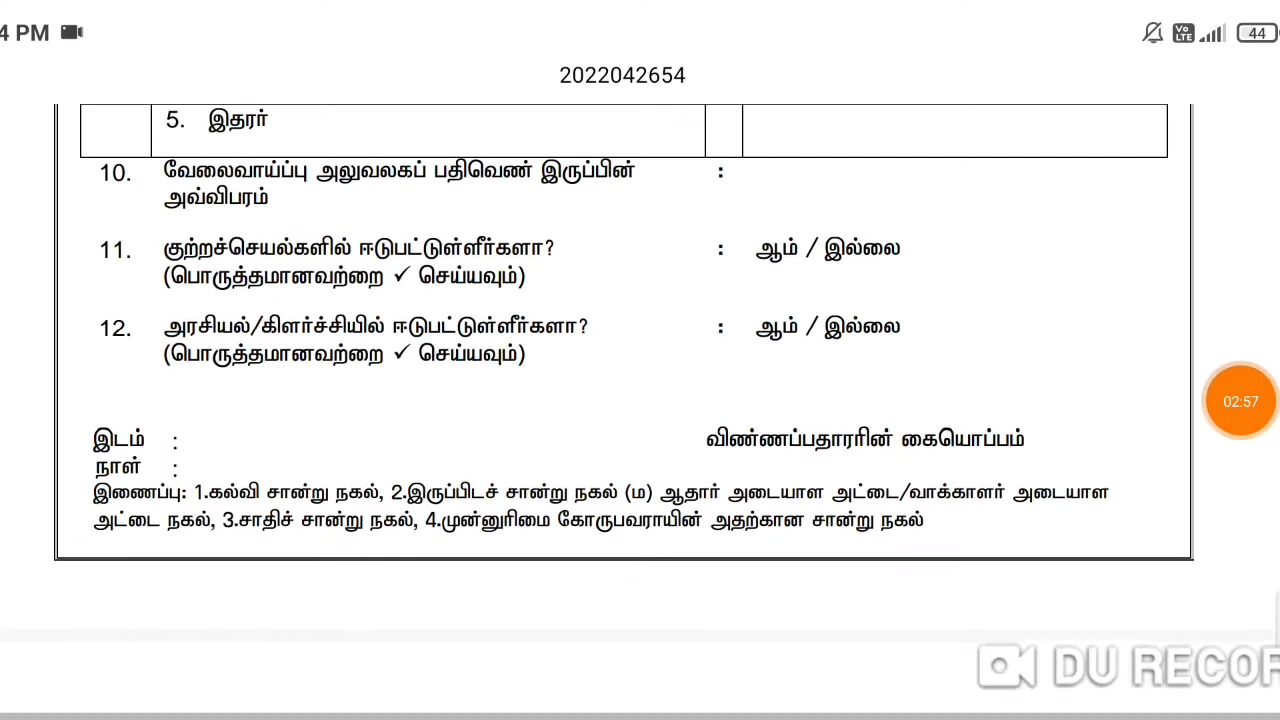 4 PM
Vo LTE
44
2022042654
5. இதரர்
10. வேலைவாய்ப்பு அலுவலகப் பதிவெண் இருப்பின் :
அவ்விபரம்
11. குற்றச்செயல்களில் ஈடுபட்டுள்ளீர்களா? : ஆம் / இல்லை
(பொருத்தமானவற்றை ✓ செய்யவும்)
12. அரசியல்/கிளர்ச்சியில் ஈடுபட்டுள்ளீர்களா? : ஆம் / இல்லை
(பொருத்தமானவற்றை ✓ செய்யவும்)
02:57
இடம் : விண்ணப்பதாரரின் கையொப்பம்
நாள் :
இணைப்பு: 1.கல்வி சான்று நகல், 2.இருப்பிடச் சான்று நகல் (ம) ஆதார் அடையாள அட்டை/வாக்காளர் அடையாள
அட்டை நகல், 3.சாதிச் சான்று நகல், 4.முன்னுரிமை கோருபவராயின் அதற்கான சான்று நகல்
DU RECOR